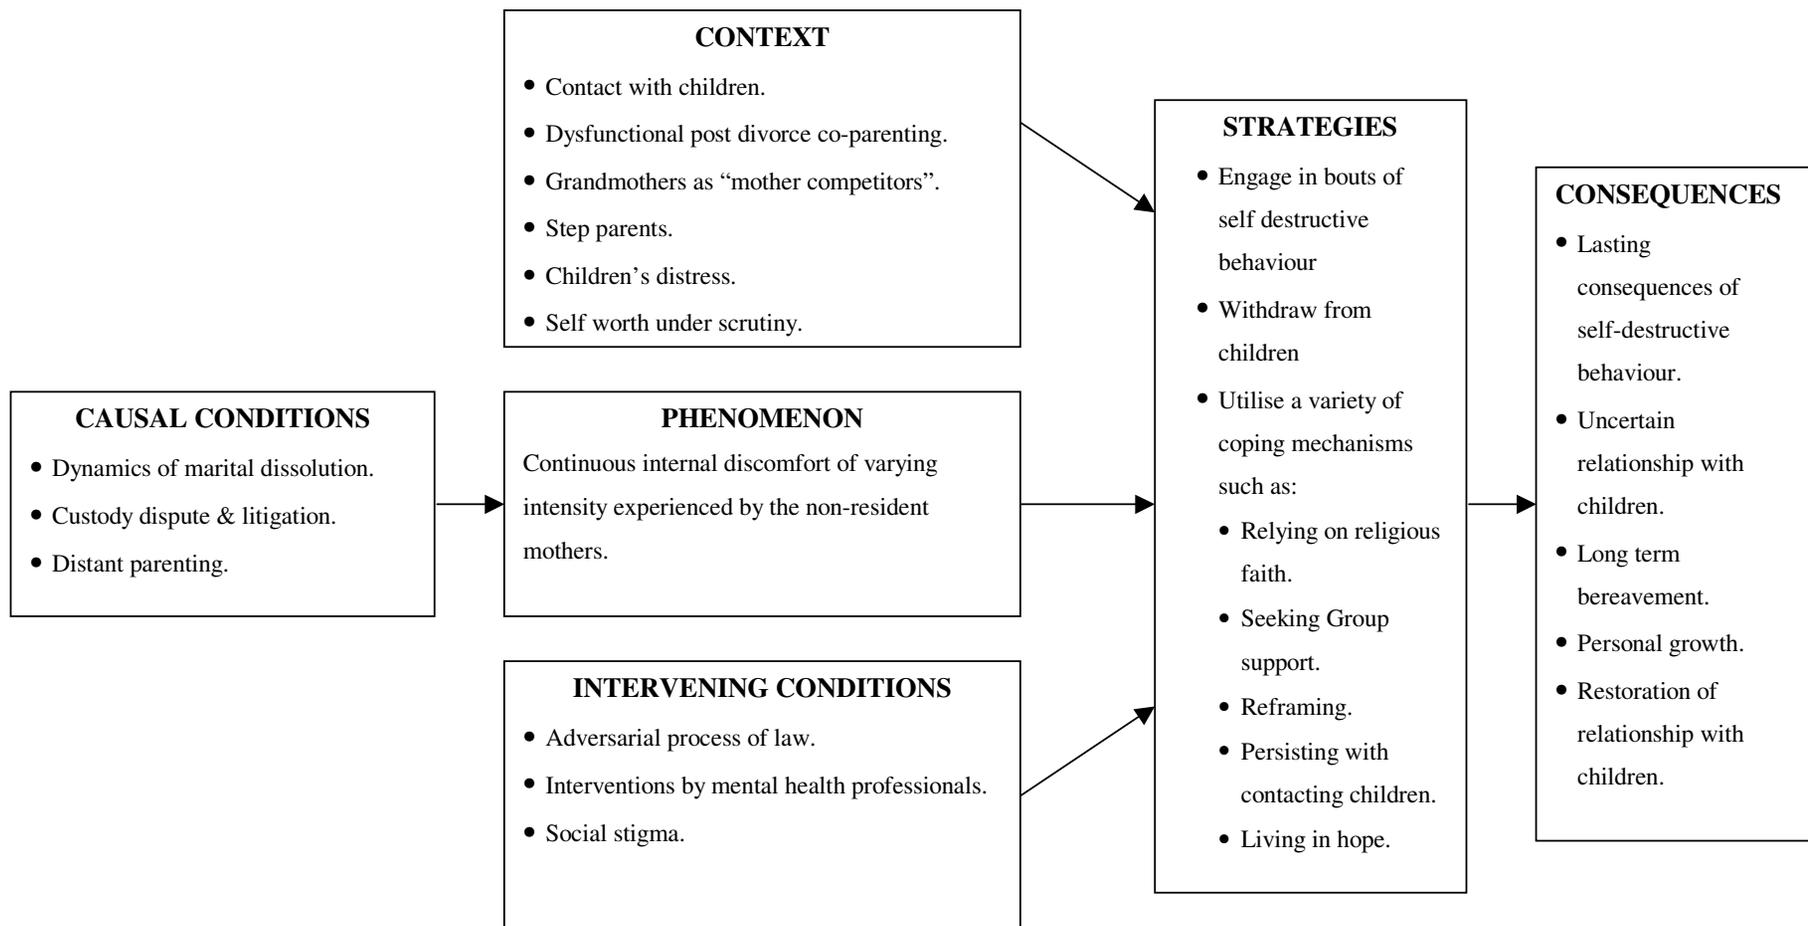 CONTEXT
• Contact with children.
• Dysfunctional post divorce co-parenting.
• Grandmothers as “mother competitors”.
• Step parents.
• Children’s distress.
• Self worth under scrutiny.
CAUSAL CONDITIONS
• Dynamics of marital dissolution.
• Custody dispute & litigation.
• Distant parenting.
PHENOMENON
Continuous internal discomfort of varying
intensity experienced by the non-resident
mothers.
INTERVENING CONDITIONS
• Adversarial process of law.
• Interventions by mental health professionals.
• Social stigma.
STRATEGIES
• Engage in bouts of
self destructive
behaviour
• Withdraw from
children
• Utilise a variety of
coping mechanisms
such as:
• Relying on religious
faith.
• Seeking Group
support.
• Reframing.
• Persisting with
contacting children.
• Living in hope.
CONSEQUENCES
• Lasting
consequences of
self-destructive
behaviour.
• Uncertain
relationship with
children.
• Long term
bereavement.
• Personal growth.
• Restoration of
relationship with
children.